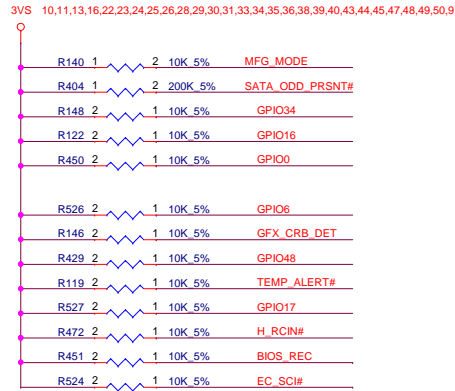 3VS 10,11,13,16,22,23,24,25,26,28,29,30,31,33,34,35,36,38,39,40,43,44,45,47,48,49,50,9
R140 1 2 10K_5% MFG_MODE
R404 1 2 200K_5% SATA_ODD_PRSNT#
R148 2 1 10K_5% GPIO34
R122 2 1 10K_5% GPIO16
R450 2 1 10K_5% GPIO0
R526 2 1 10K_5% GPIO6
R146 2 1 10K_5% GFX_CRB_DET
R429 2 1 10K_5% GPIO48
R119 2 1 10K_5% TEMP_ALERT#
R527 2 1 10K_5% GPIO17
R472 2 1 10K_5% H_RCIN#
R451 2 1 10K_5% BIOS_REC
R524 2 1 10K_5% EC_SCI#